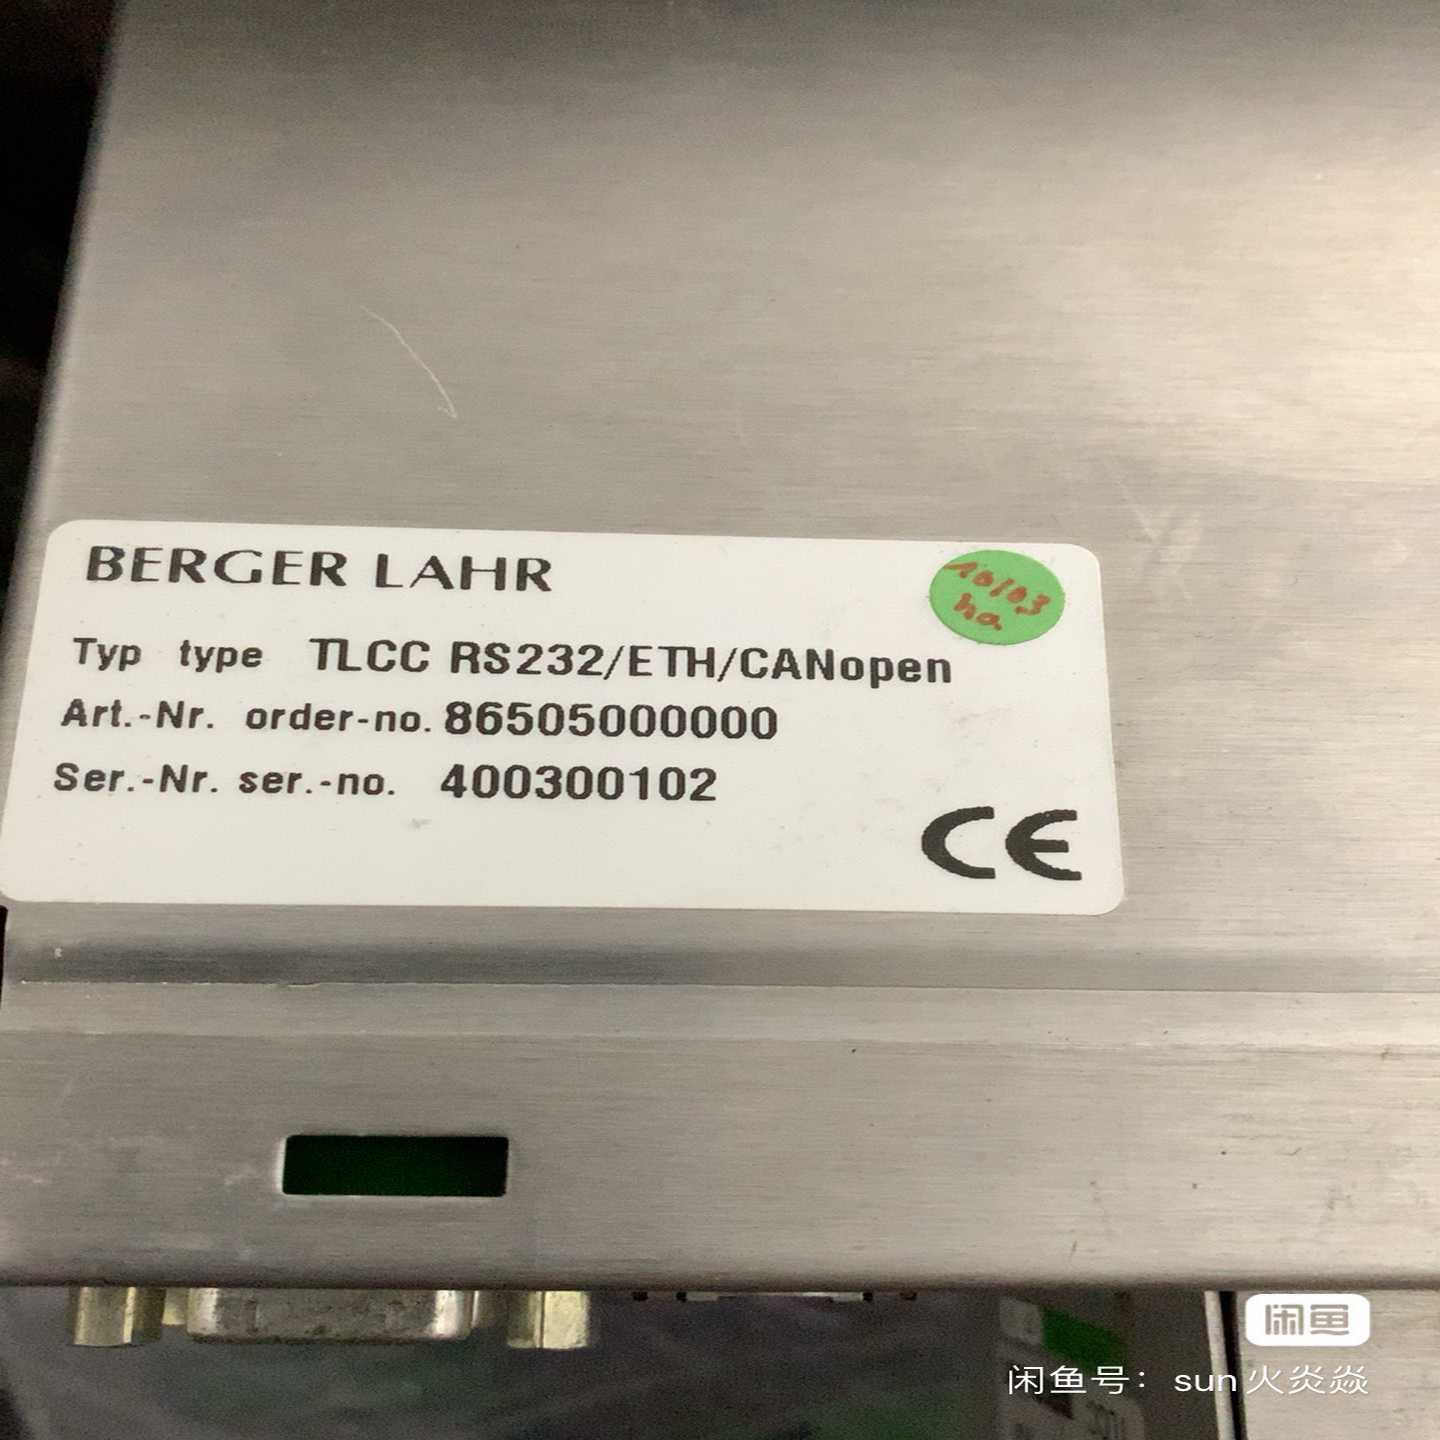 BERGER LAHR
10/03
ha
Typ type TLCC RS232/ETH/CANopen
Art.-Nr. order-no. 86505000000
Ser.-Nr. ser.-no. 400300102
CE
闲鱼
闲鱼号：sun火炎焱